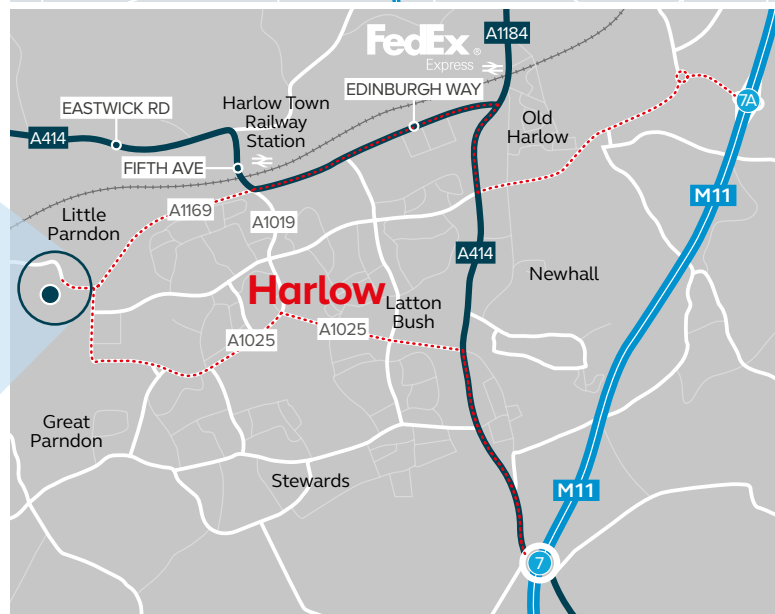 A1184
FedEx®
Express
EDINBURGH WAY
7A
EASTWICK RD
Harlow Town
Railway
Station
Old
Harlow
A414
FIFTH AVE
M11
Little
Parndon
A1169
A1019
A414
Newhall
Harlow
Latton
Bush
A1025
A1025
Great
Parndon
Stewards
M11
7